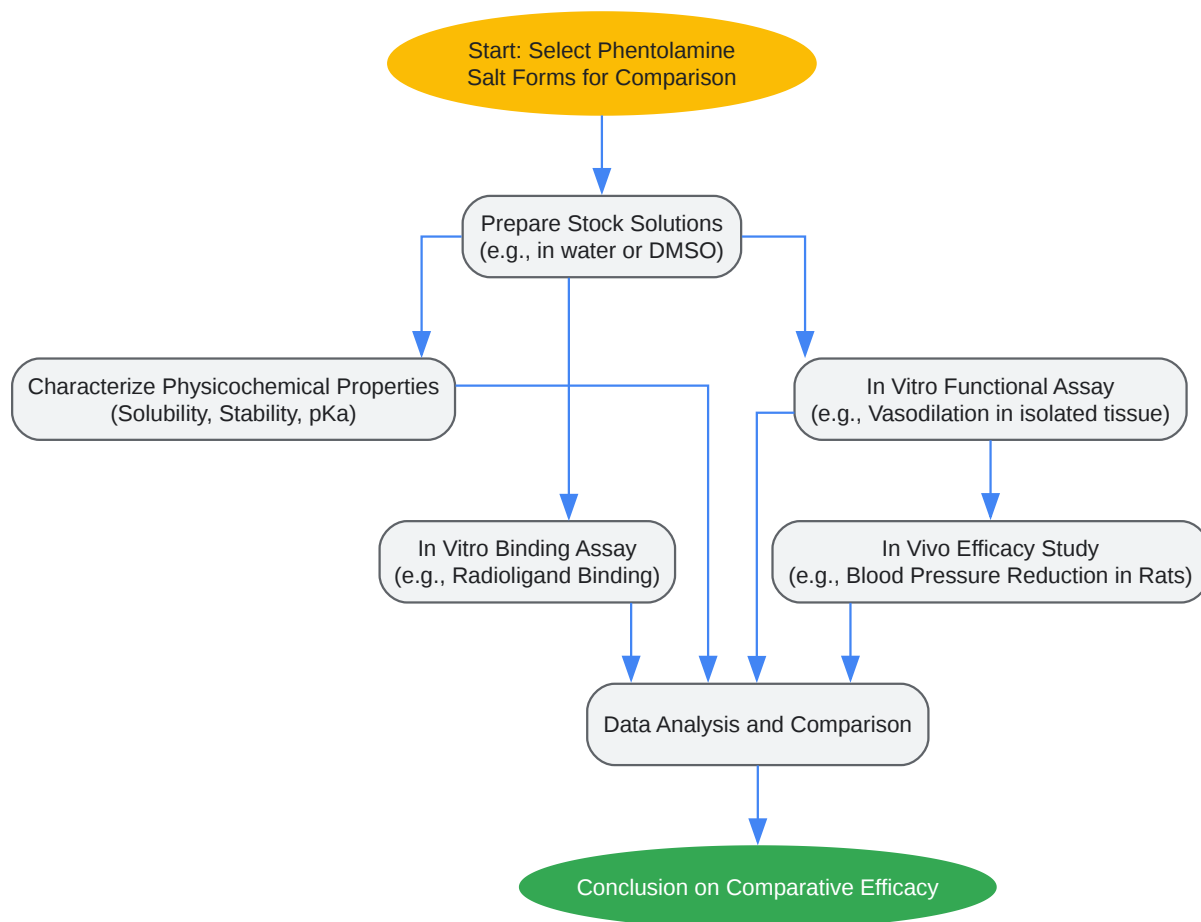 Start: Select Phentolamine
Salt Forms for Comparison
Prepare Stock Solutions
(e.g., in water or DMSO)
Characterize Physicochemical Properties
(Solubility, Stability, pKa)
In Vitro Functional Assay
(e.g., Vasodilation in isolated tissue)
In Vitro Binding Assay
(e.g., Radioligand Binding)
In Vivo Efficacy Study
(e.g., Blood Pressure Reduction in Rats)
Data Analysis and Comparison
Conclusion on Comparative Efficacy